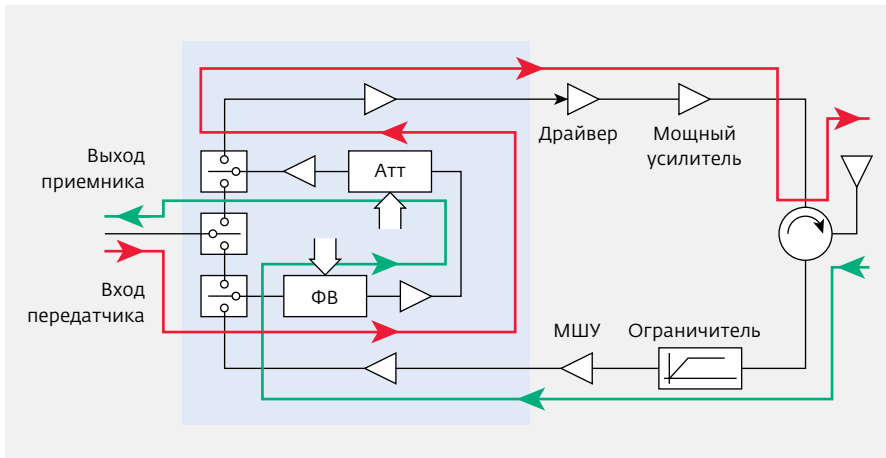 Драйвер
Мощный
усилитель
Выход
приемника
Атт
Вход
передатчика
ФВ
МШУ
Ограничитель